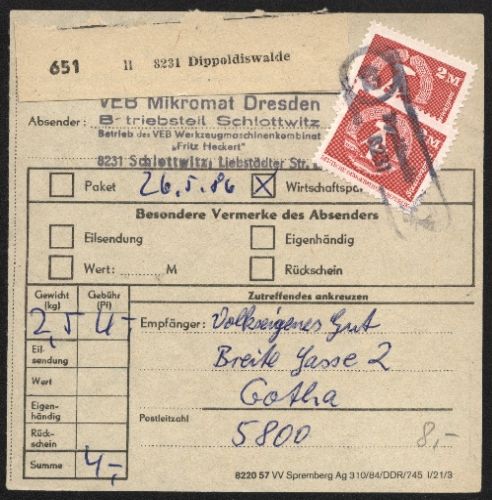 651 II 8231 Dippoldiswalde
VEB Mikromat Dresden
Absender: B-triebsteil Schlottwitz
Betrieb des VEB Werkzeugmaschinenkombinat
"Fritz Heckert"
8231 Schlottwitz, Liebstädter Str.
2M
M
8231
Paket 26.5.86 Wirtschaftspa
Besondere Vermerke des Absenders
Eilsendung Eigenhändig
Wert: M Rückschein
Gewicht (kg) Gebühr (Pf) Zutreffendes ankreuzen
2,5 4,- Empfänger: Volkseigenes Gut
Eil-
sendung Breite Gasse 2
Wert Gotha
Eigen-
händig Postleitzahl
Rück-
schein 5800 8,-
Summe 4,-
8220 57 VV Spremberg Ag 310/84/DDR/745 I/21/3